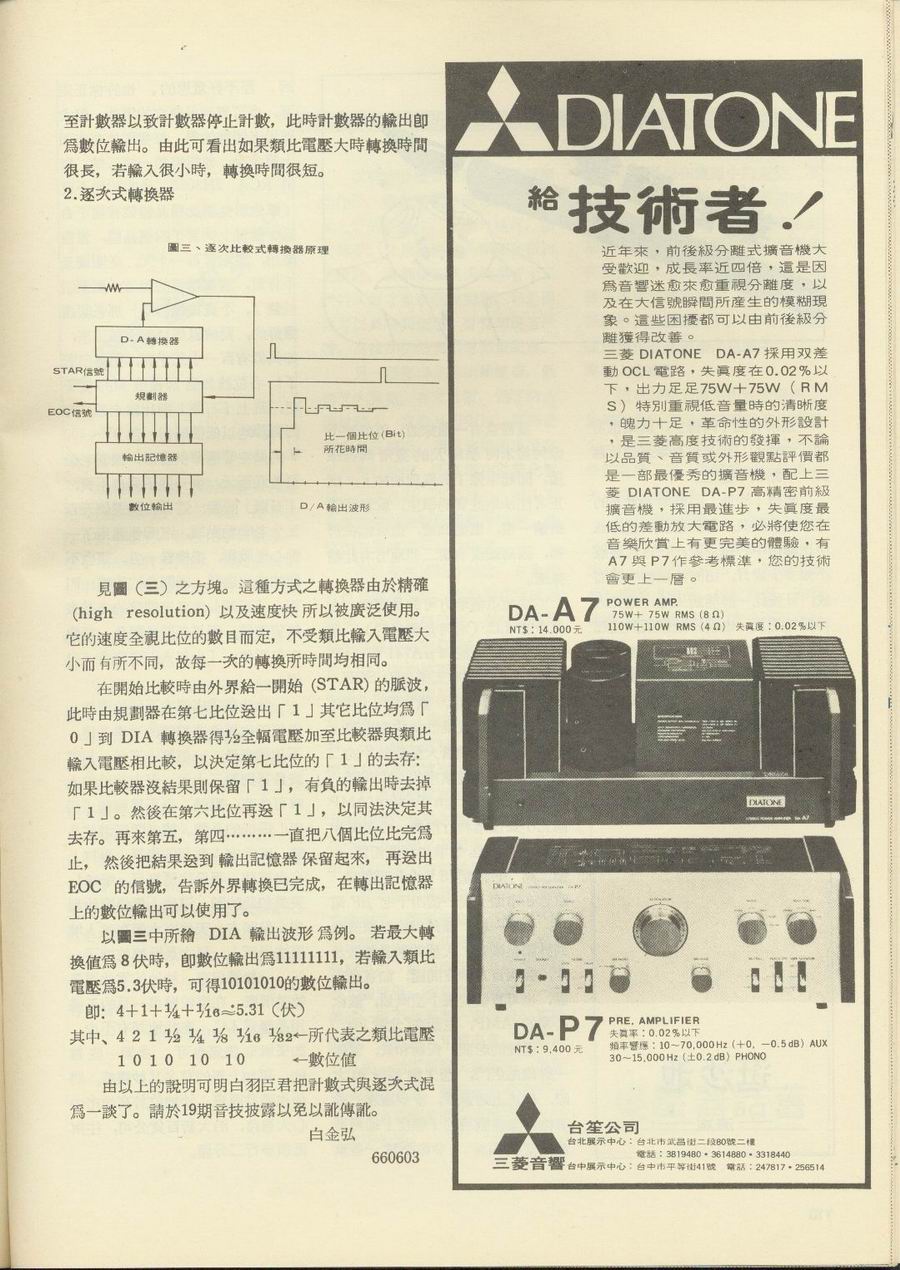 至計數器以致計數器停止計數，此時計數器的輸出卽
爲數位輸出。由此可看出如果類比電壓大時轉換時間
很長，若輸入很小時，轉換時間很短。
2.逐次式轉換器
圖三、逐次比較式轉換器原理
D-A轉換器
STAR信號
規劃器
EOC信號
輸出記憶器
數位輸出
比一個比位(Bit)
所花時間
D/A輸出波形
見圖（三）之方塊。這種方式之轉換器由於精確
(high resolution) 以及速度快所以被廣泛使用。
它的速度全視比位的數目而定，不受類比輸入電壓大
小而有所不同，故每一次的轉換所時間均相同。
在開始比較時由外界給一開始 (STAR) 的脈波，
此時由規劃器在第七比位送出「1」其它比位均爲「
0」到 DIA 轉換器得½全幅電壓加至比較器與類比
輸入電壓相比較，以決定第七比位的「1」的去存：
如果比較器沒結果則保留「1」，有負的輸出時去掉
「1」。然後在第六比位再送「1」，以同法決定其
去存。再來第五，第四………一直把八個比位比完爲
止，然後把結果送到輸出記憶器保留起來，再送出
EOC 的信號，告訴外界轉換已完成，在轉出記憶器
上的數位輸出可以使用了。
以圖三中所繪 DIA 輸出波形爲例。若最大轉
換値爲8伏時，卽數位輸出爲11111111，若輸入類比
電壓爲5.3伏時，可得10101010的數位輸出。
卽：4+1+¼+1/16≒5.31（伏）
其中、4 2 1 ½ ¼ ⅛ 1/16 1/32←所代表之類比電壓
1 0 1 0 1 0 1 0 ←數位値
由以上的說明可明白羽臣君把計數式與逐次式混
爲一談了。請於19期音技披露以免以訛傳訛。
白金弘
660603
DIATONE
給技術者！
近年來，前後級分離式擴音機大
受歡迎，成長率近四倍，這是因
爲音響迷愈來愈重視分離度，以
及在大信號瞬間所產生的模糊現
象。這些困擾都可以由前後級分
離獲得改善。
三菱 DIATONE DA-A7 採用双差
動 OCL 電路，失眞度在0.02%以
下，出力足足75W＋75W（RM
S）特別重視低音量時的清晰度
，魄力十足，革命性的外形設計
，是三菱高度技術的發揮，不論
以品質、音質或外形觀點評價都
是一部最優秀的擴音機，配上三
菱 DIATONE DA-P7 高精密前級
擴音機，採用最進步，失眞度最
低的差動放大電路，必將使您在
音樂欣賞上有更完美的體驗，有
A7 與 P7 作參考標準，您的技術
會更上一層。
DA-A7 POWER AMP.
NT$：14.000元
75W+ 75W RMS (8Ω)
110W+110W RMS (4Ω) 失眞度：0.02%以下
DIATONE
DA-A7
DIATONE
DA-P7 PRE, AMPLIFIER
NT$：9,400元
失眞率：0.02%以下
頻率響應：10～70,000Hz (+0, −0.5dB) AUX
30～15,000Hz (±0.2dB) PHONO
三菱音響
台笙公司
台北展示中心：台北市武昌街二段80號二樓
電話：3819480・3614880・3318440
台中展示中心：台中市平等街41號 電話：247817・256514